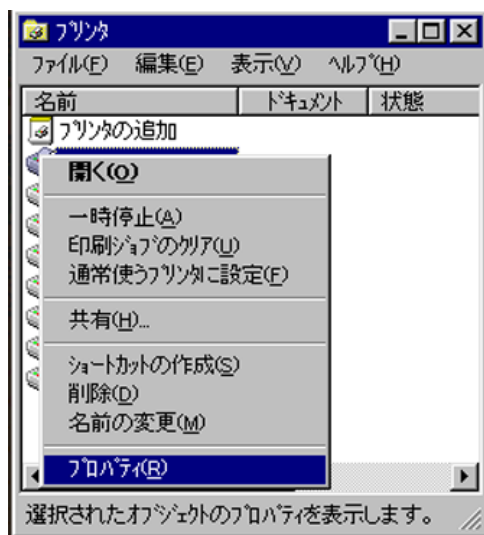 プリンタ
ファイル(F) 編集(E) 表示(V) ヘルプ(H)
名前 ドキュメント 状態
プリンタの追加
開く(O)
一時停止(A)
印刷ジョブのクリア(U)
通常使うプリンタに設定(F)
共有(H)...
ショートカットの作成(S)
削除(D)
名前の変更(M)
プロパティ(R)
選択されたオブジェクトのプロパティを表示します。